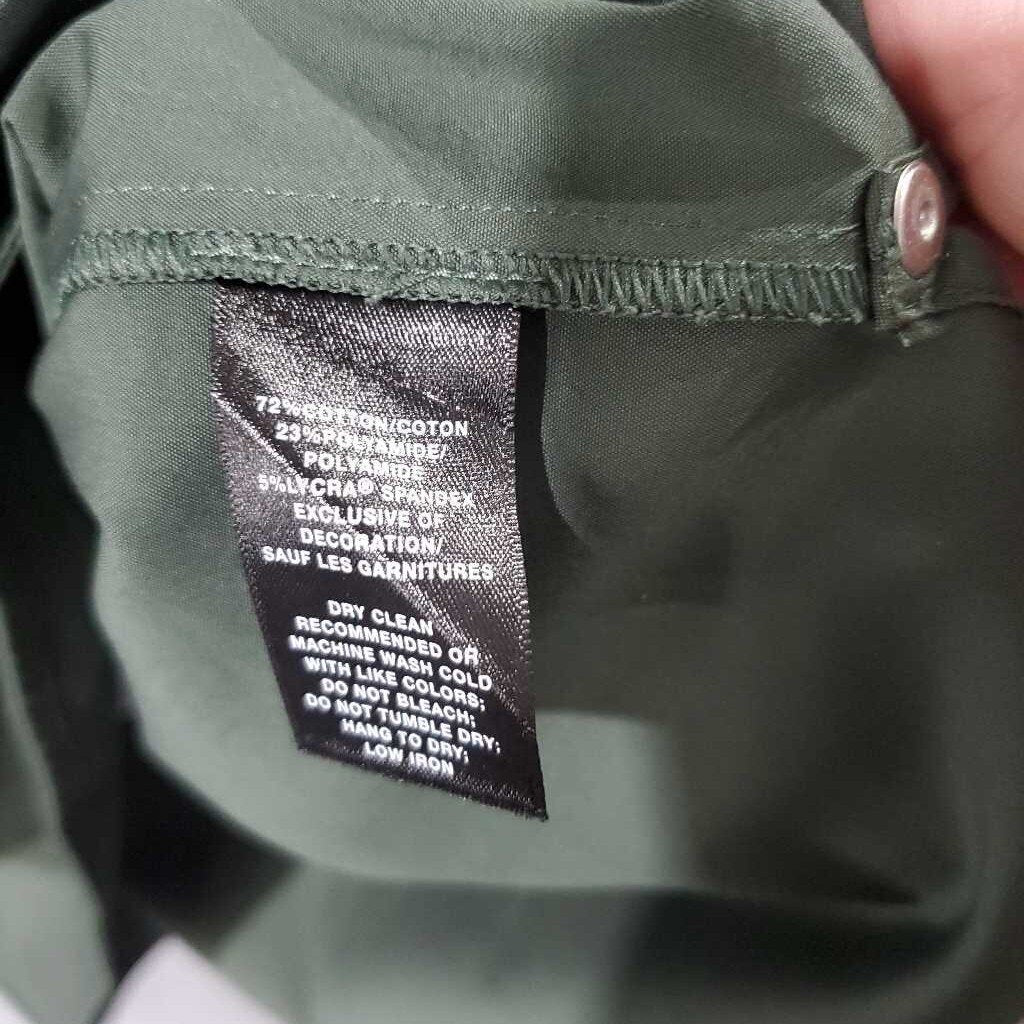 72%COTTON/COTON
23%POLYAMIDE/
POLYAMIDE
5%LYCRA® SPANDEX
EXCLUSIVE OF
DECORATION/
SAUF LES GARNITURES
DRY CLEAN
RECOMMENDED OR
MACHINE WASH COLD
WITH LIKE COLORS;
DO NOT BLEACH;
DO NOT TUMBLE DRY;
HANG TO DRY;
LOW IRON